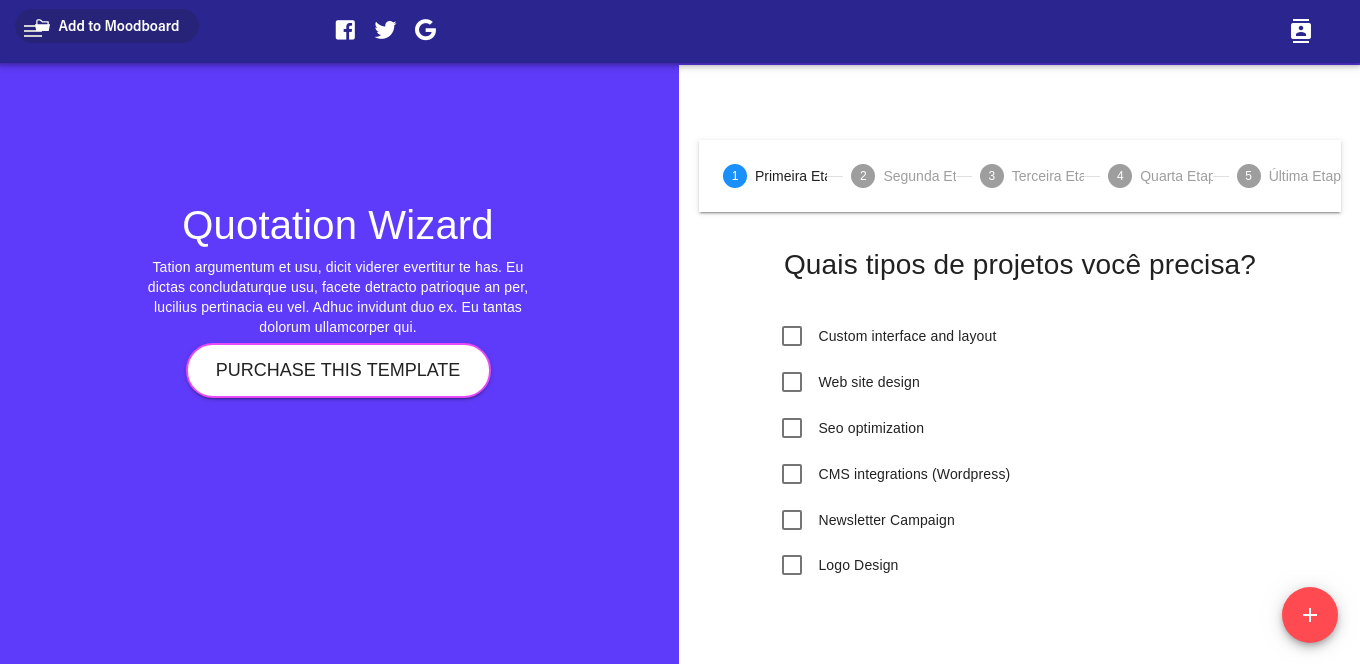 Add to Moodboard
Quotation Wizard
Tation argumentum et usu, dicit viderer evertitur te has. Eu
dictas concludaturque usu, facete detracto patrioque an per,
lucilius pertinacia eu vel. Adhuc invidunt duo ex. Eu tantas
dolorum ullamcorper qui.
PURCHASE THIS TEMPLATE
1 Primeira Eta
2 Segunda Et
3 Terceira Eta
4 Quarta Etap
5 Última Etap
Quais tipos de projetos você precisa?
Custom interface and layout
Web site design
Seo optimization
CMS integrations (Wordpress)
Newsletter Campaign
Logo Design